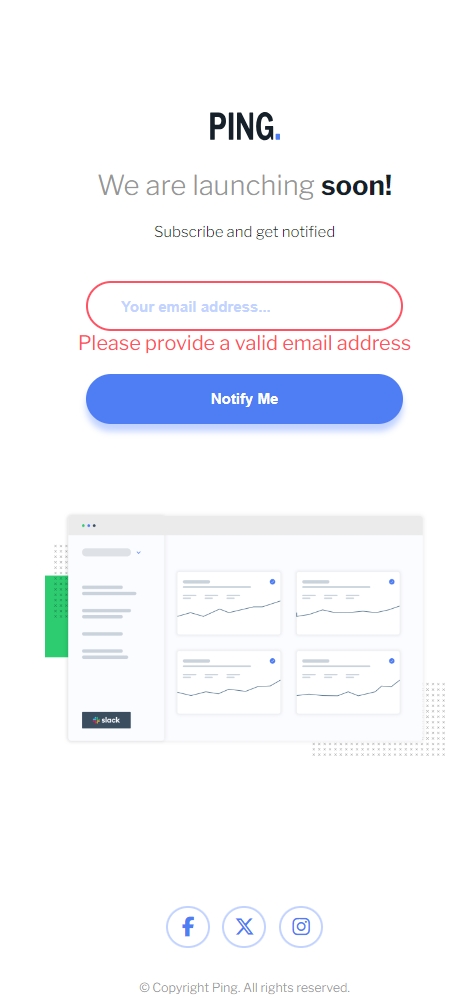 PING.
We are launching soon!
Subscribe and get notified
Your email address...
Please provide a valid email address
Notify Me
slack
© Copyright Ping. All rights reserved.